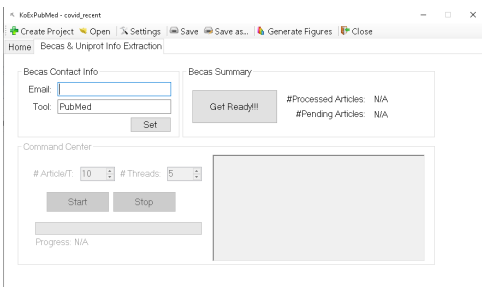 KoExPubMed - covid_recent
Create Project Open Settings Save Save as... Generate Figures Close
Home Becas & Uniprot Info Extraction
Becas Contact Info Becas Summary
Email:
Tool: PubMed
Set
Get Ready!!!
#Processed Articles: N/A
#Pending Articles: N/A
Command Center
# Article/T: 10 # Threads: 5
Start Stop
Progress: N/A